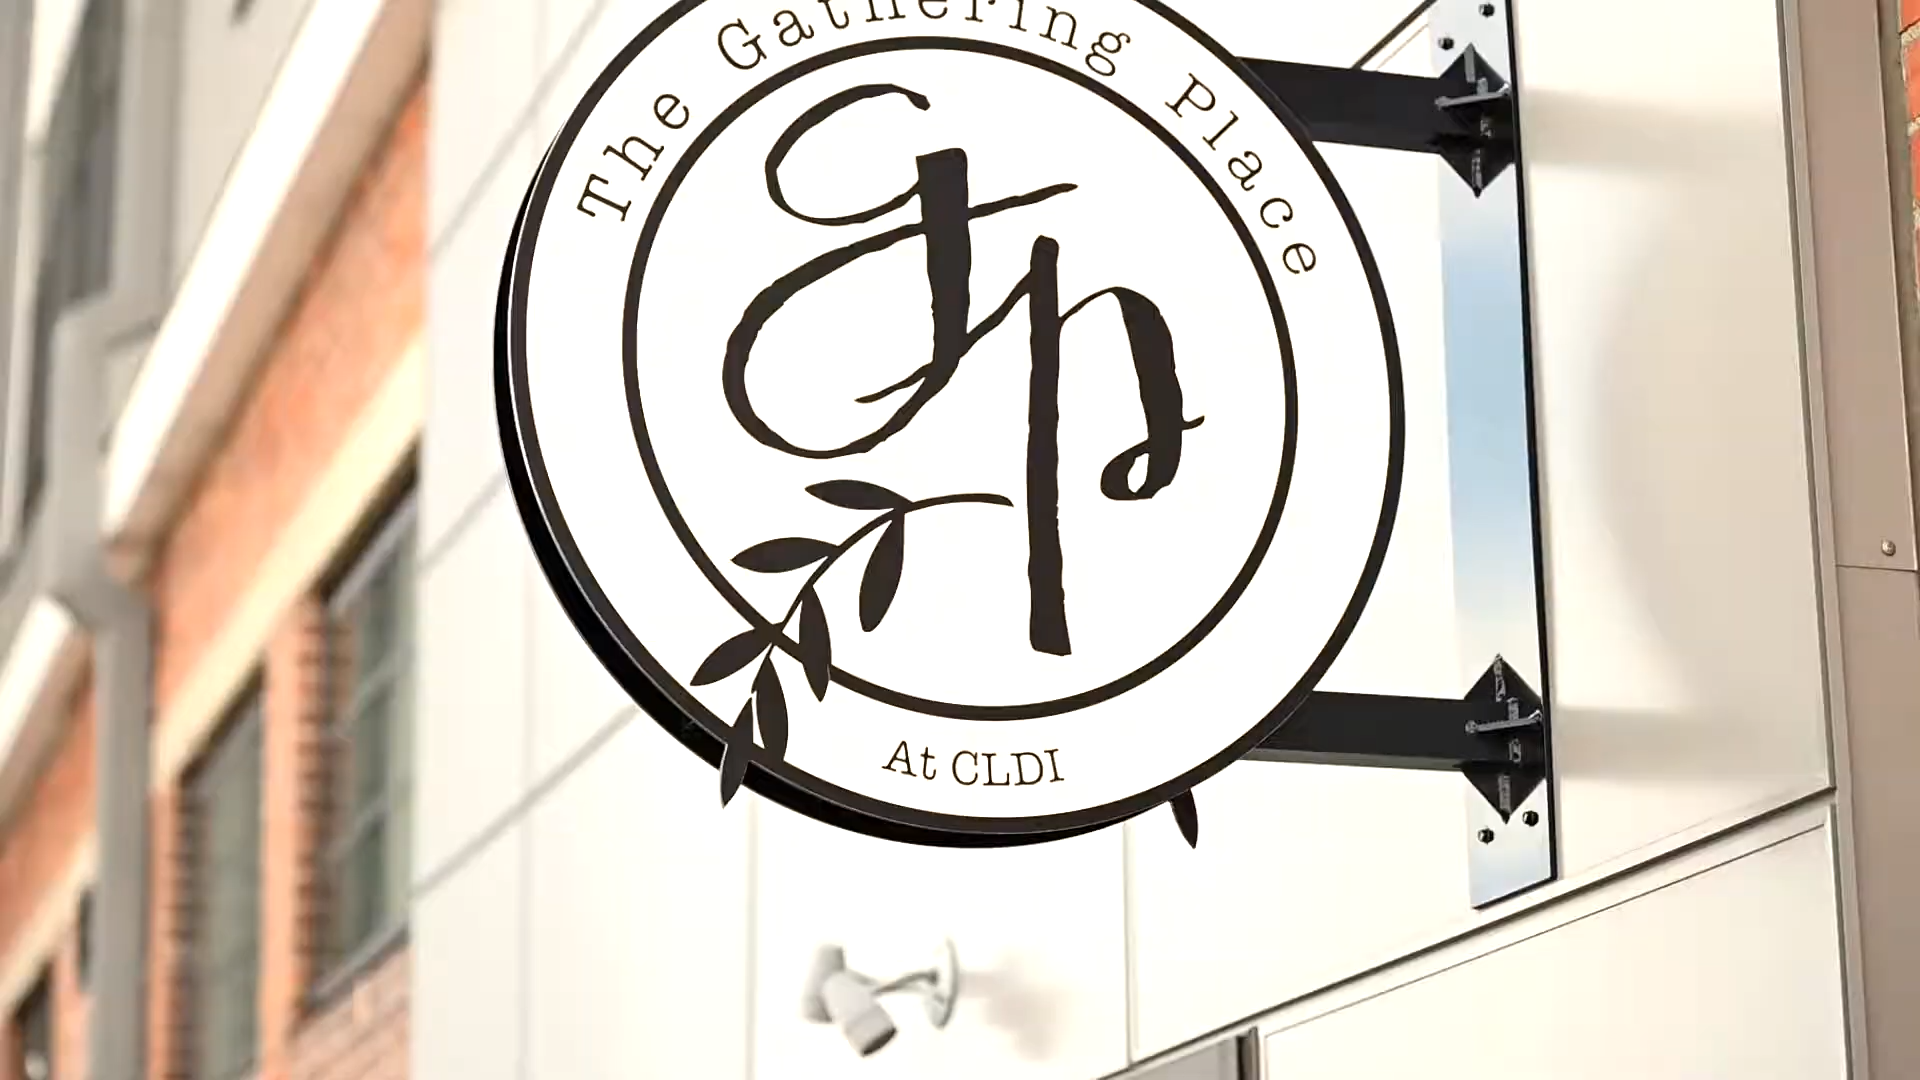 The Gathering Place
gp
At CLDI